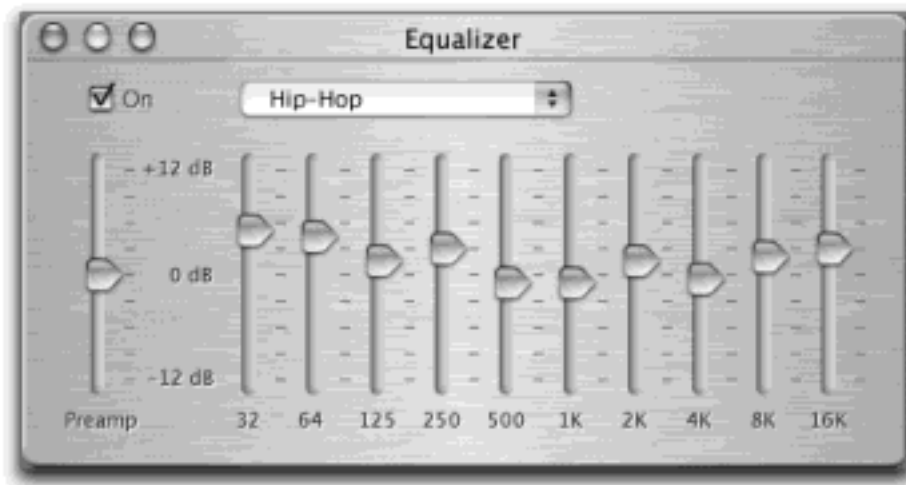 Equalizer
On
Hip-Hop
+12 dB
0 dB
-12 dB
Preamp 32 64 125 250 500 1K 2K 4K 8K 16K